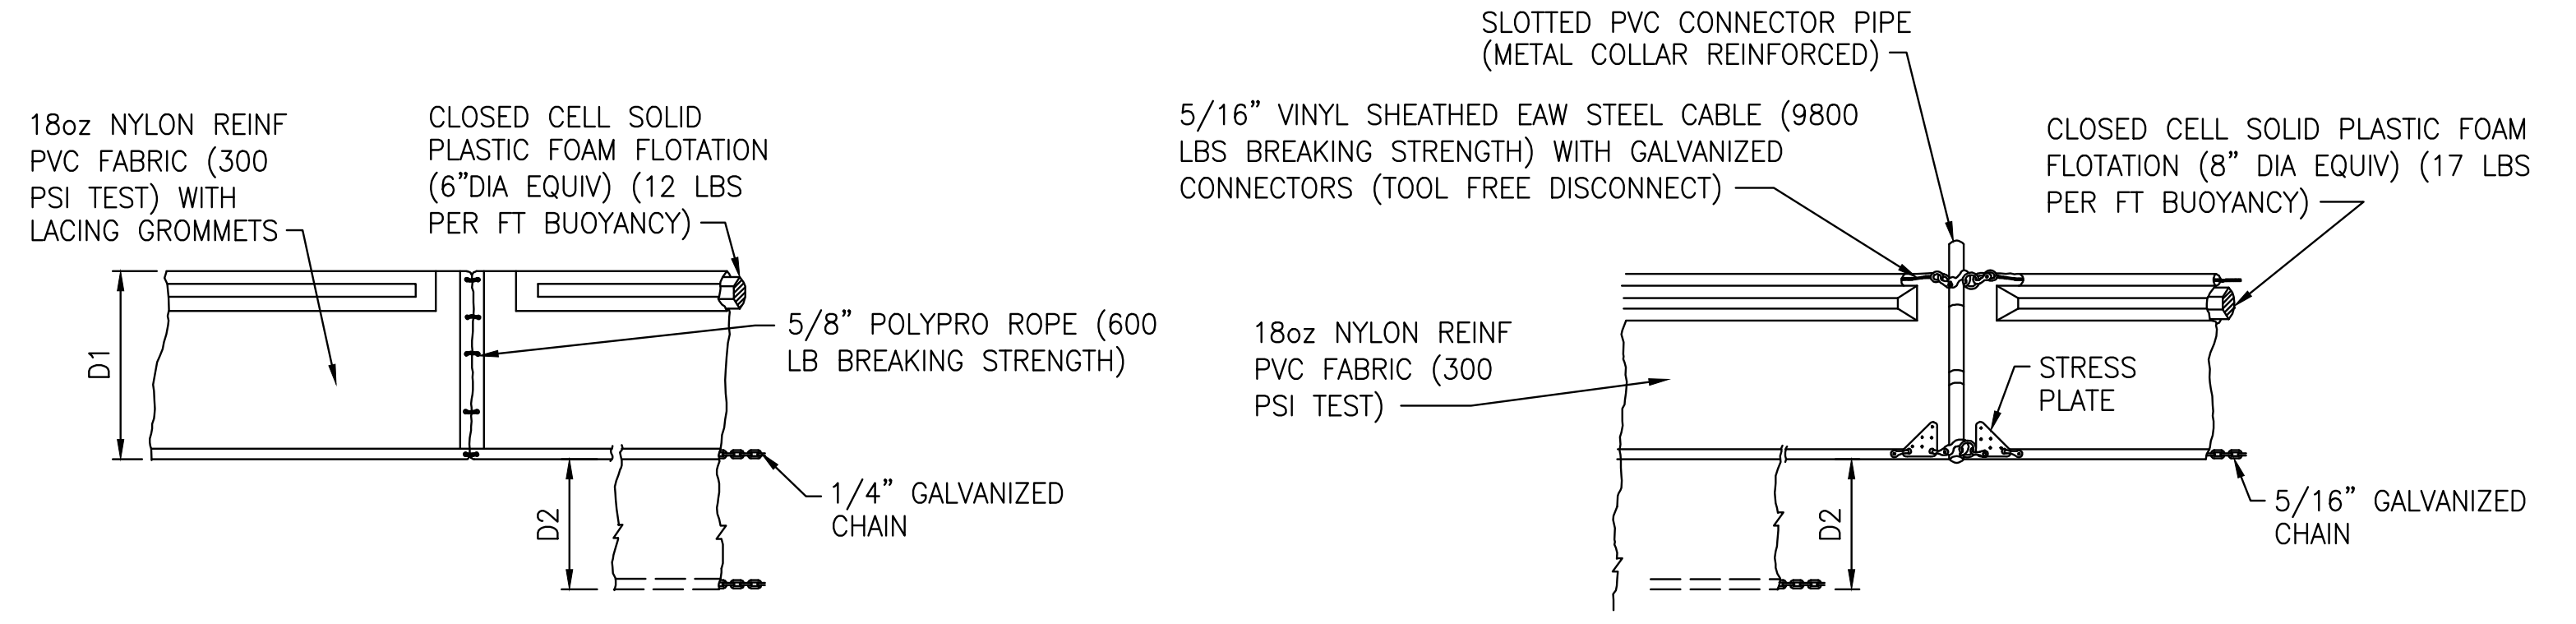 18oz NYLON REINF
PVC FABRIC (300
PSI TEST) WITH
LACING GROMMETS
CLOSED CELL SOLID
PLASTIC FOAM FLOTATION
(6”DIA EQUIV) (12 LBS
PER FT BUOYANCY)
D1
5/8” POLYPRO ROPE (600
LB BREAKING STRENGTH)
1/4” GALVANIZED
CHAIN
D2
SLOTTED PVC CONNECTOR PIPE
(METAL COLLAR REINFORCED)
5/16” VINYL SHEATHED EAW STEEL CABLE (9800
LBS BREAKING STRENGTH) WITH GALVANIZED
CONNECTORS (TOOL FREE DISCONNECT)
CLOSED CELL SOLID PLASTIC FOAM
FLOTATION (8” DIA EQUIV) (17 LBS
PER FT BUOYANCY)
18oz NYLON REINF
PVC FABRIC (300
PSI TEST)
STRESS
PLATE
D2
5/16” GALVANIZED
CHAIN